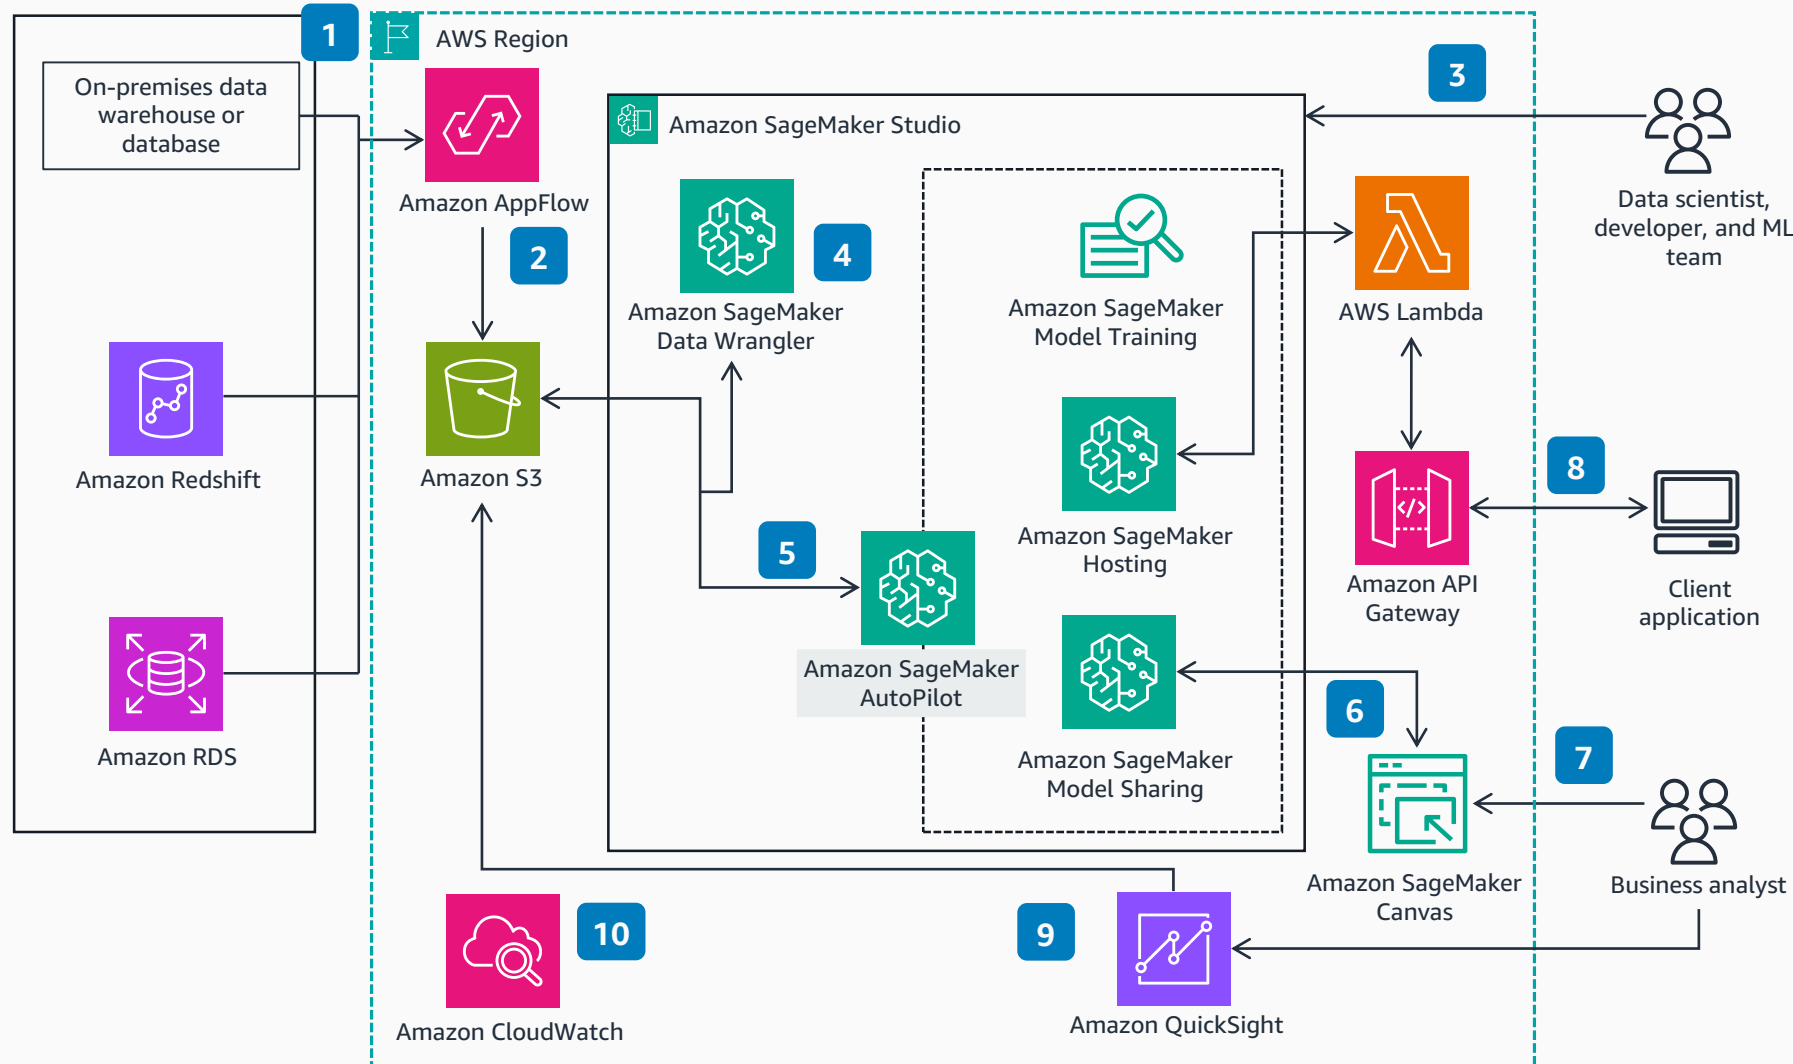 1
AWS Region
On-premises data
warehouse or
database
Amazon AppFlow
2
Amazon Redshift
Amazon S3
Amazon RDS
3
Amazon SageMaker Studio
Data scientist,
developer, and ML
team
4
Amazon SageMaker
Data Wrangler
Amazon SageMaker
Model Training
AWS Lambda
5
Amazon SageMaker
AutoPilot
Amazon SageMaker
Hosting
Amazon SageMaker
Model Sharing
</>
Amazon API
Gateway
8
Client
application
6
7
Amazon SageMaker
Canvas
Business analyst
10
Amazon CloudWatch
9
Amazon QuickSight